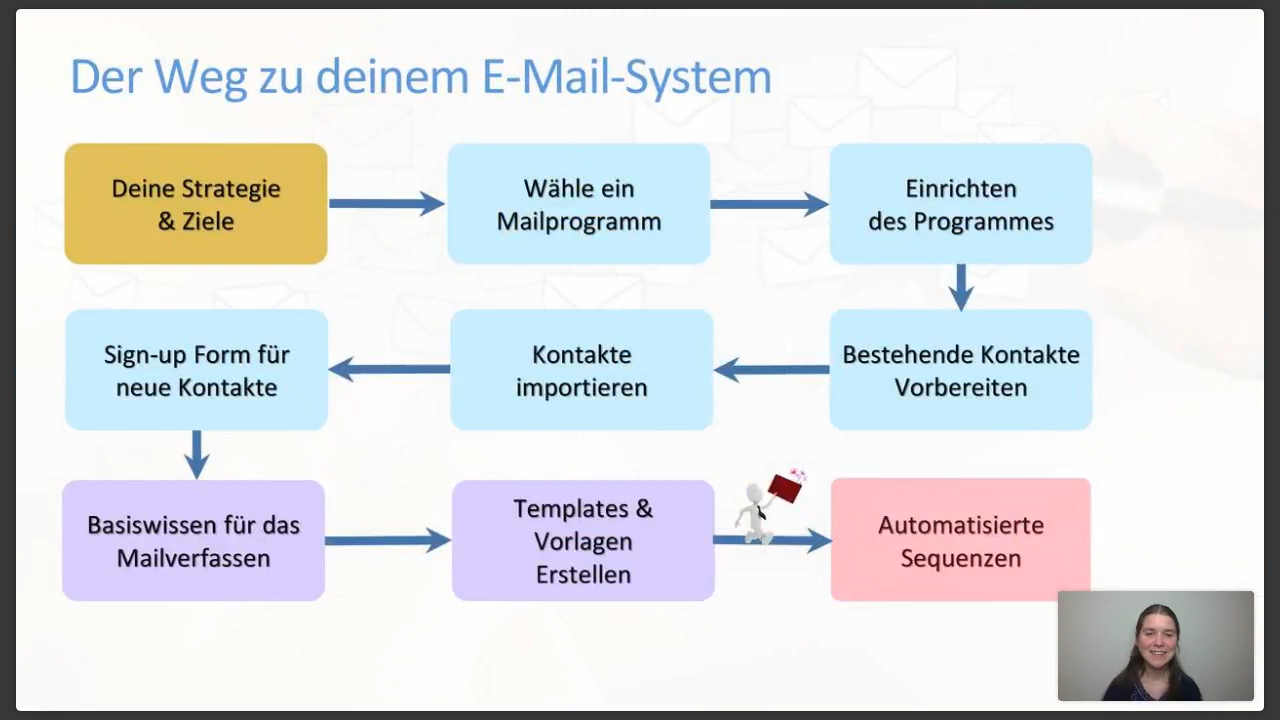 Der Weg zu deinem E-Mail-System
Deine Strategie
& Ziele
Wähle ein
Mailprogramm
Einrichten
des Programmes
Bestehende Kontakte
Vorbereiten
Kontakte
importieren
Sign-up Form für
neue Kontakte
Basiswissen für das
Mailverfassen
Templates &
Vorlagen
Erstellen
Automatisierte
Sequenzen